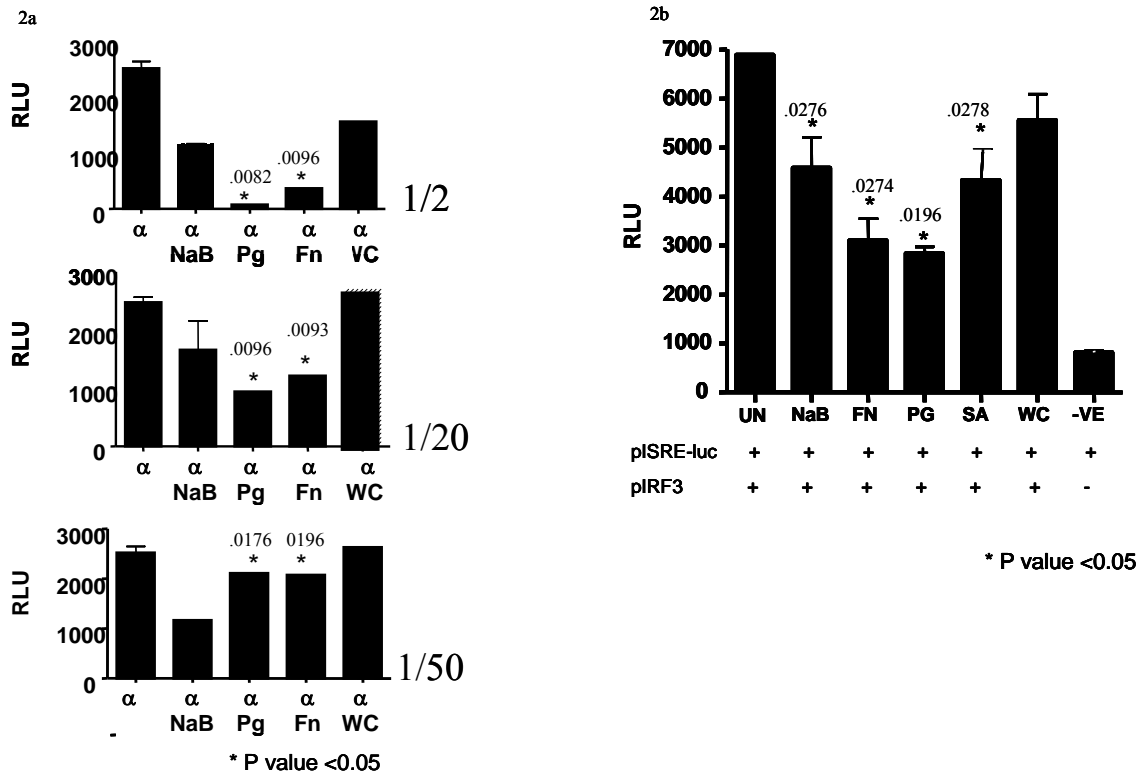 2a
3000
2000
1000
0
RLU
.0082
*
.0096
*
1/2
α α α α α
NaB Pg Fn WC
3000
2000
1000
0
RLU
.0096
*
.0093
*
1/20
α α α α α
NaB Pg Fn WC
3000
2000
1000
0
RLU
.0176
*
0196
*
1/50
α α α α α
NaB Pg Fn WC
-
* P value <0.05
2b
7000
6000
5000
4000
3000
2000
1000
0
RLU
.0276
*
.0274
*
.0196
*
.0278
*
UN NaB FN PG SA WC -VE
pISRE-luc + + + + + + +
pIRF3 + + + + + + -
* P value <0.05